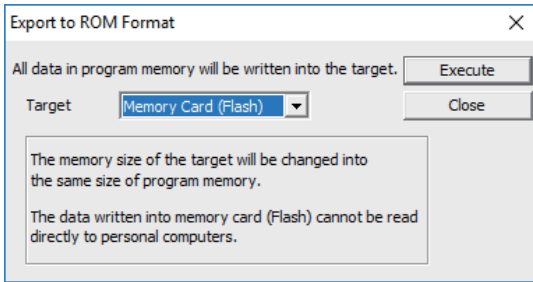 Export to ROM Format
All data in program memory will be written into the target.
Execute
Target
Memory Card (Flash)
Close
The memory size of the target will be changed into
the same size of program memory.
The data written into memory card (Flash) cannot be read
directly to personal computers.